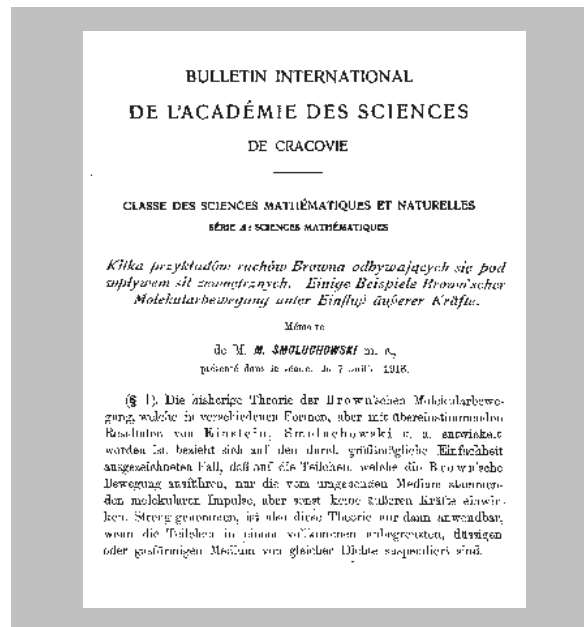 BULLETIN INTERNATIONAL
DE L'ACADÉMIE DES SCIENCES
DE CRACOVIE
CLASSE DES SCIENCES MATHÉMATIQUES ET NATURELLES
SÉRIE A: SCIENCES MATHÉMATIQUES
Kilka przykładów ruchów Browna odbywających się pod
wpływem sił zewnętrznych. Einige Beispiele Brown'scher
Molekularbewegung unter Einfluß äußerer Kräfte.
Mémoire
de M. M. SMOLUCHOWSKI m. c.,
présenté dans la séance du 7 1913.
(§ 1). Die bisherige Theorie der Brown'schen Molekularbewe-
gung, welche in verschiedenen Formen, aber mit übereinstimmenden
Resultaten von Einstein, Smoluchowski u. a. entwickelt
worden ist, bezieht sich auf den durch größtmögliche Einfachheit
ausgezeichneten Fall, daß auf die Teilchen, welche die Brown'sche
Bewegung ausführen, nur die vom umgebenden Medium stammen-
den molekularen Impulse, aber sonst keine äußeren Kräfte einwir-
ken. Streng genommen, ist also diese Theorie nur dann anwendbar,
wenn die Teilchen in einem vollkommen unbegrenzten, flüssigen
oder gasförmigen Medium von gleicher Dichte suspendiert sind.